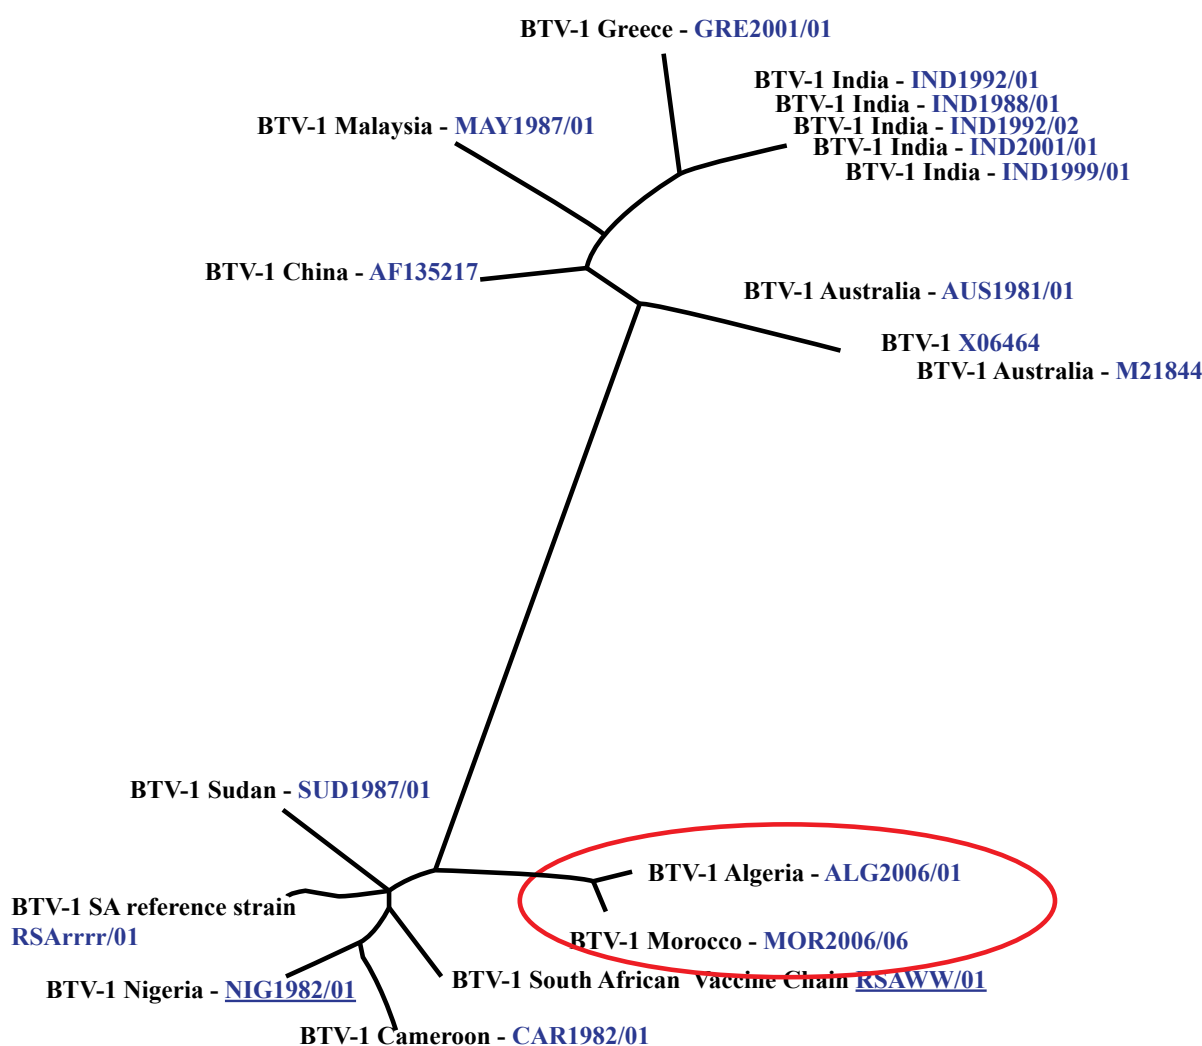 BTV-1 Greece - GRE2001/01
BTV-1 India - IND1992/01
BTV-1 India - IND1988/01
BTV-1 Malaysia - MAY1987/01
BTV-1 India - IND1992/02
BTV-1 India - IND2001/01
BTV-1 India - IND1999/01
BTV-1 China - AF135217
BTV-1 Australia - AUS1981/01
BTV-1 X06464
BTV-1 Australia - M21844
BTV-1 Sudan - SUD1987/01
BTV-1 Algeria - ALG2006/01
BTV-1 SA reference strain
RSArrrr/01
BTV-1 Morocco - MOR2006/06
BTV-1 South African Vaccine Chain RSAWW/01
BTV-1 Nigeria - NIG1982/01
BTV-1 Cameroon - CAR1982/01